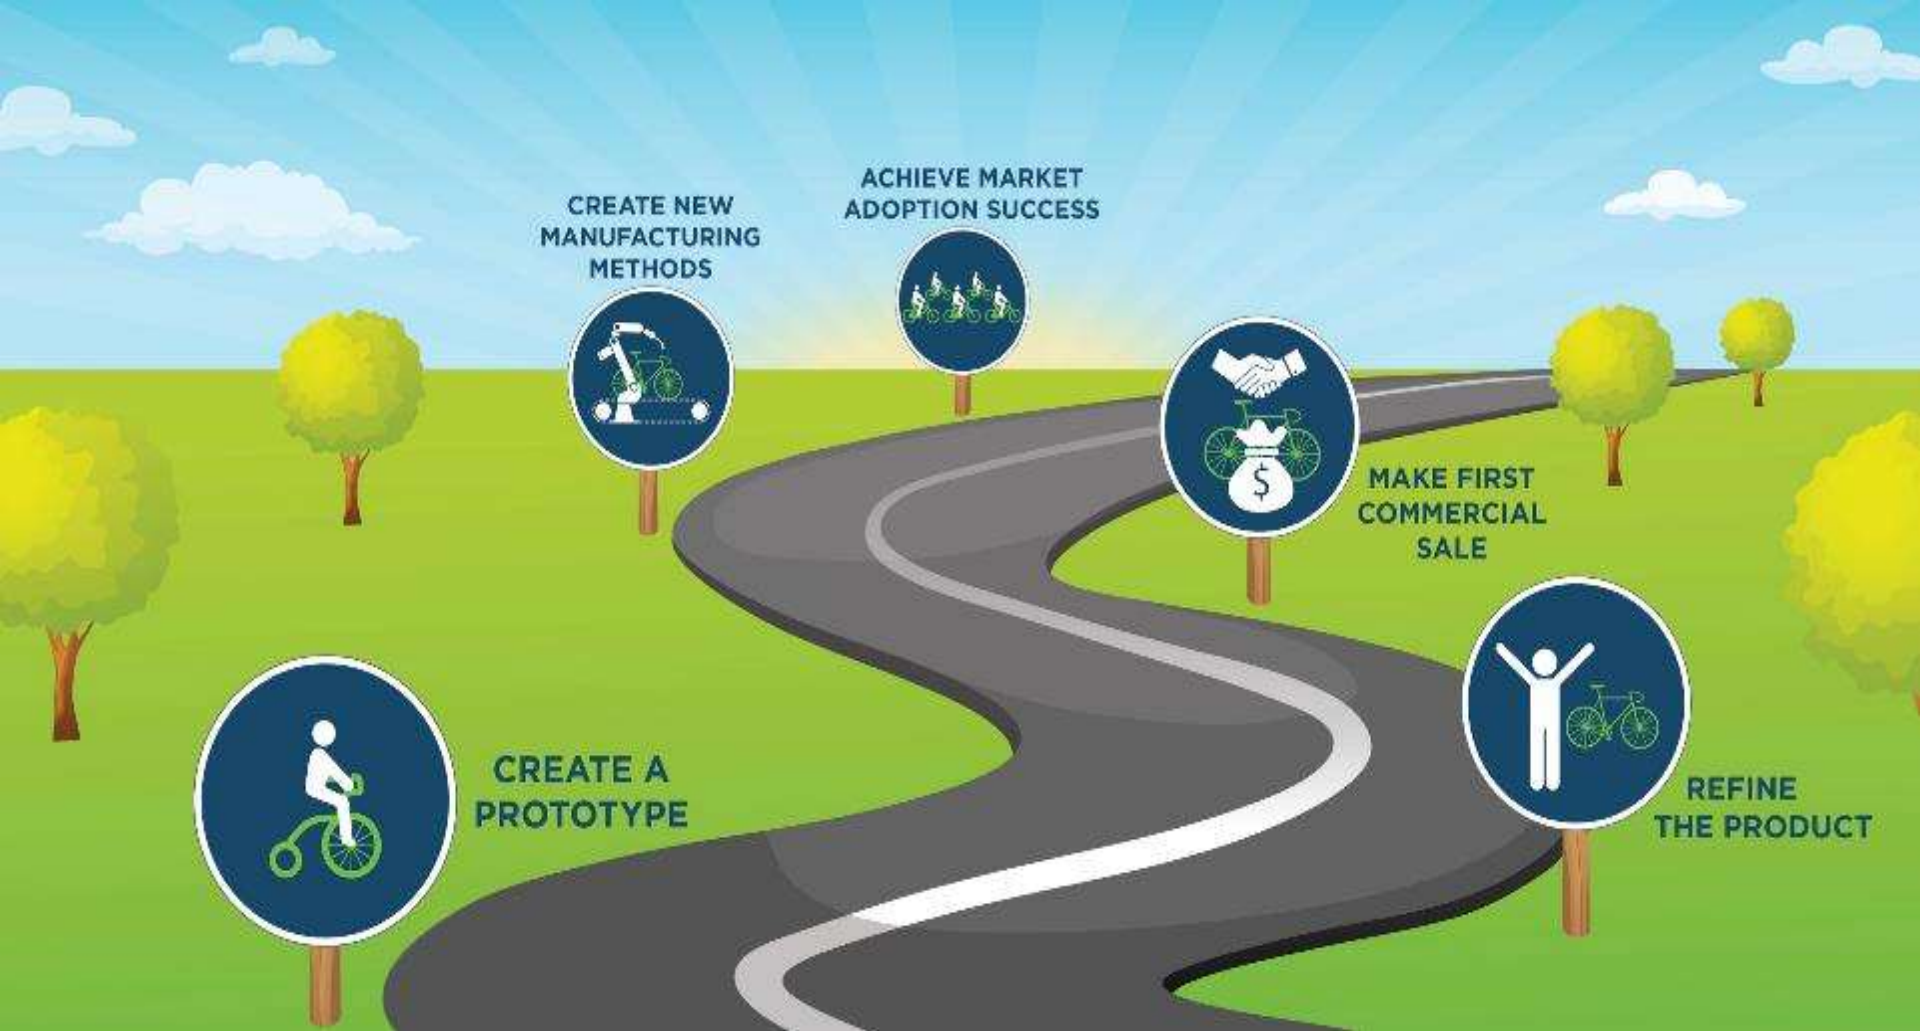 CREATE NEW
MANUFACTURING
METHODS
ACHIEVE MARKET
ADOPTION SUCCESS
$
MAKE FIRST
COMMERCIAL
SALE
CREATE A
PROTOTYPE
REFINE
THE PRODUCT